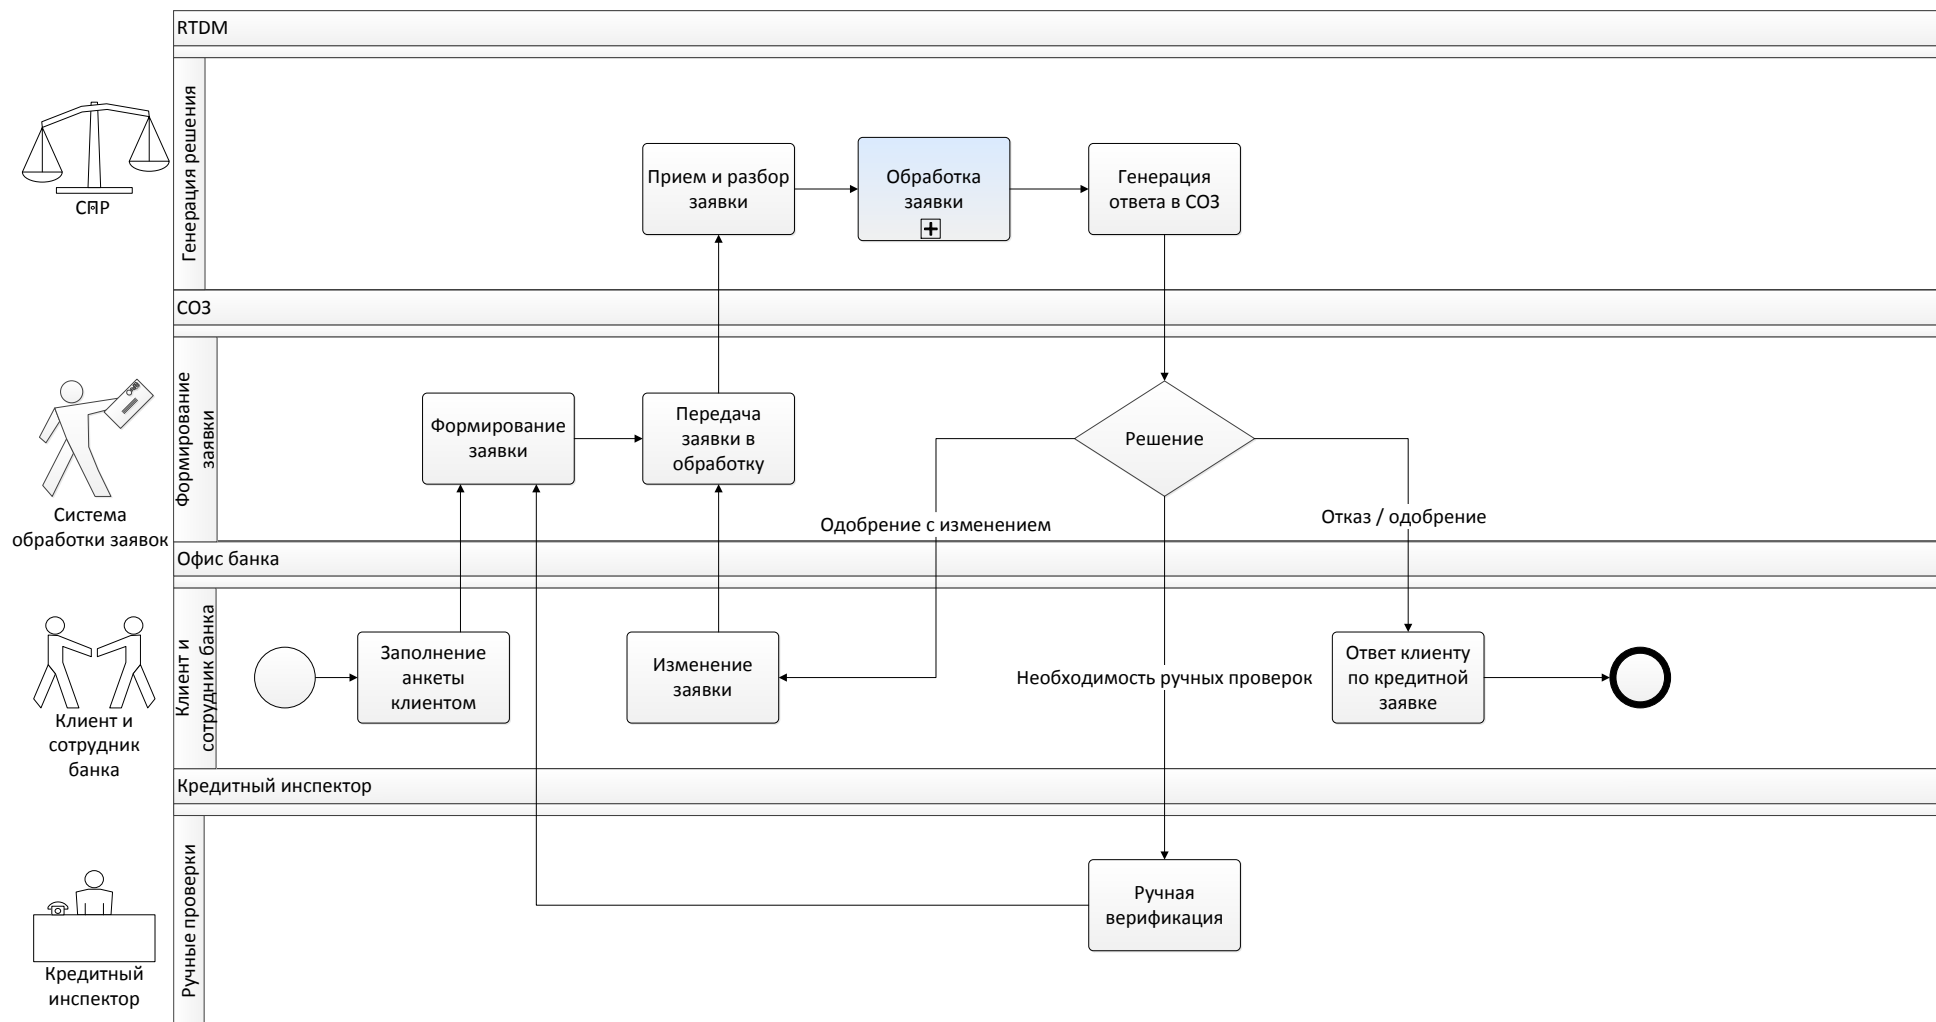 RTDM
Генерация решения
СПР
Прием и разбор
заявки
Обработка
заявки
Генерация
ответа в СОЗ
СОЗ
Формирование
заявки
Система
обработки заявок
Формирование
заявки
Передача
заявки в
обработку
Решение
Одобрение с изменением
Отказ / одобрение
Офис банка
Клиент и
сотрудник банка
Клиент и
сотрудник
банка
Заполнение
анкеты
клиентом
Изменение
заявки
Необходимость ручных проверок
Ответ клиенту
по кредитной
заявке
Кредитный инспектор
Ручные проверки
Кредитный
инспектор
Ручная
верификация